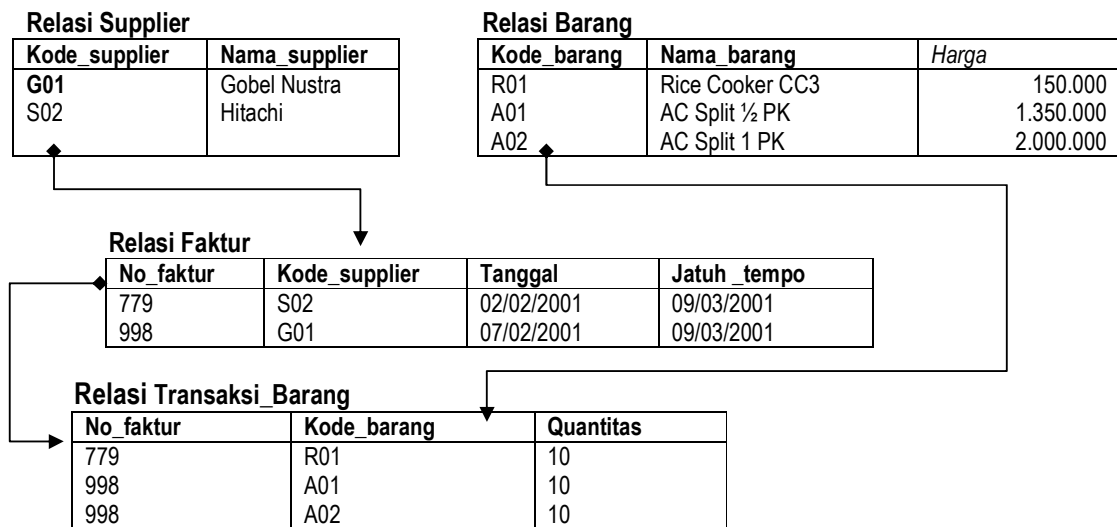 Relasi Supplier
Kode_supplier Nama_supplier
G01 Gobel Nustra
S02 Hitachi
Relasi Barang
Kode_barang Nama_barang Harga
R01 Rice Cooker CC3 150.000
A01 AC Split ½ PK 1.350.000
A02 AC Split 1 PK 2.000.000
Relasi Faktur
No_faktur Kode_supplier Tanggal Jatuh _tempo
779 S02 02/02/2001 09/03/2001
998 G01 07/02/2001 09/03/2001
Relasi Transaksi_Barang
No_faktur Kode_barang Quantitas
779 R01 10
998 A01 10
998 A02 10